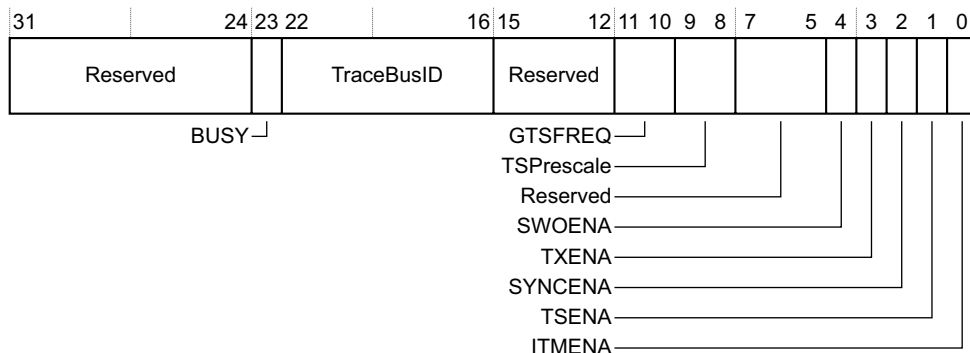 31 24 23 22 16 15 12 11 10 9 8 7 5 4 3 2 1 0
Reserved TraceBusID Reserved
BUSY GTSFREQ
TSPrescale
Reserved
SWOENA
TXENA
SYNCENA
TSENA
ITMENA